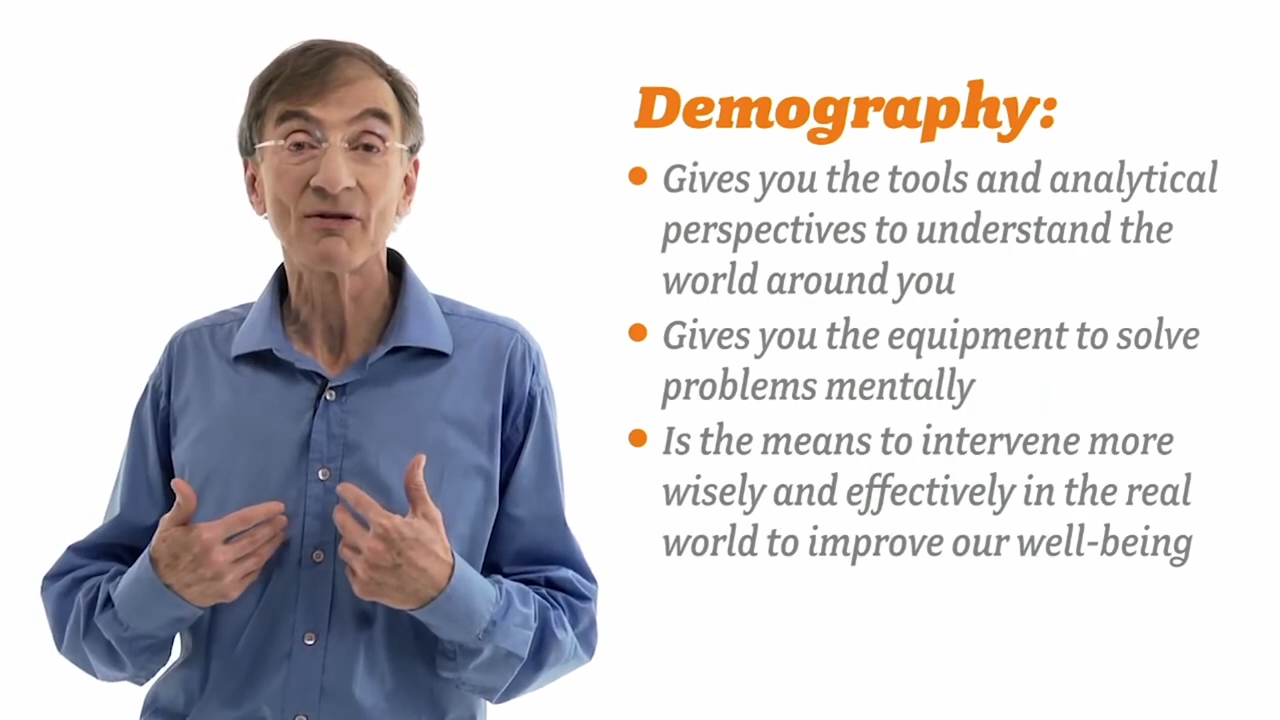 Demography:
Gives you the tools and analytical
perspectives to understand the
world around you
Gives you the equipment to solve
problems mentally
Is the means to intervene more
wisely and effectively in the real
world to improve our well-being